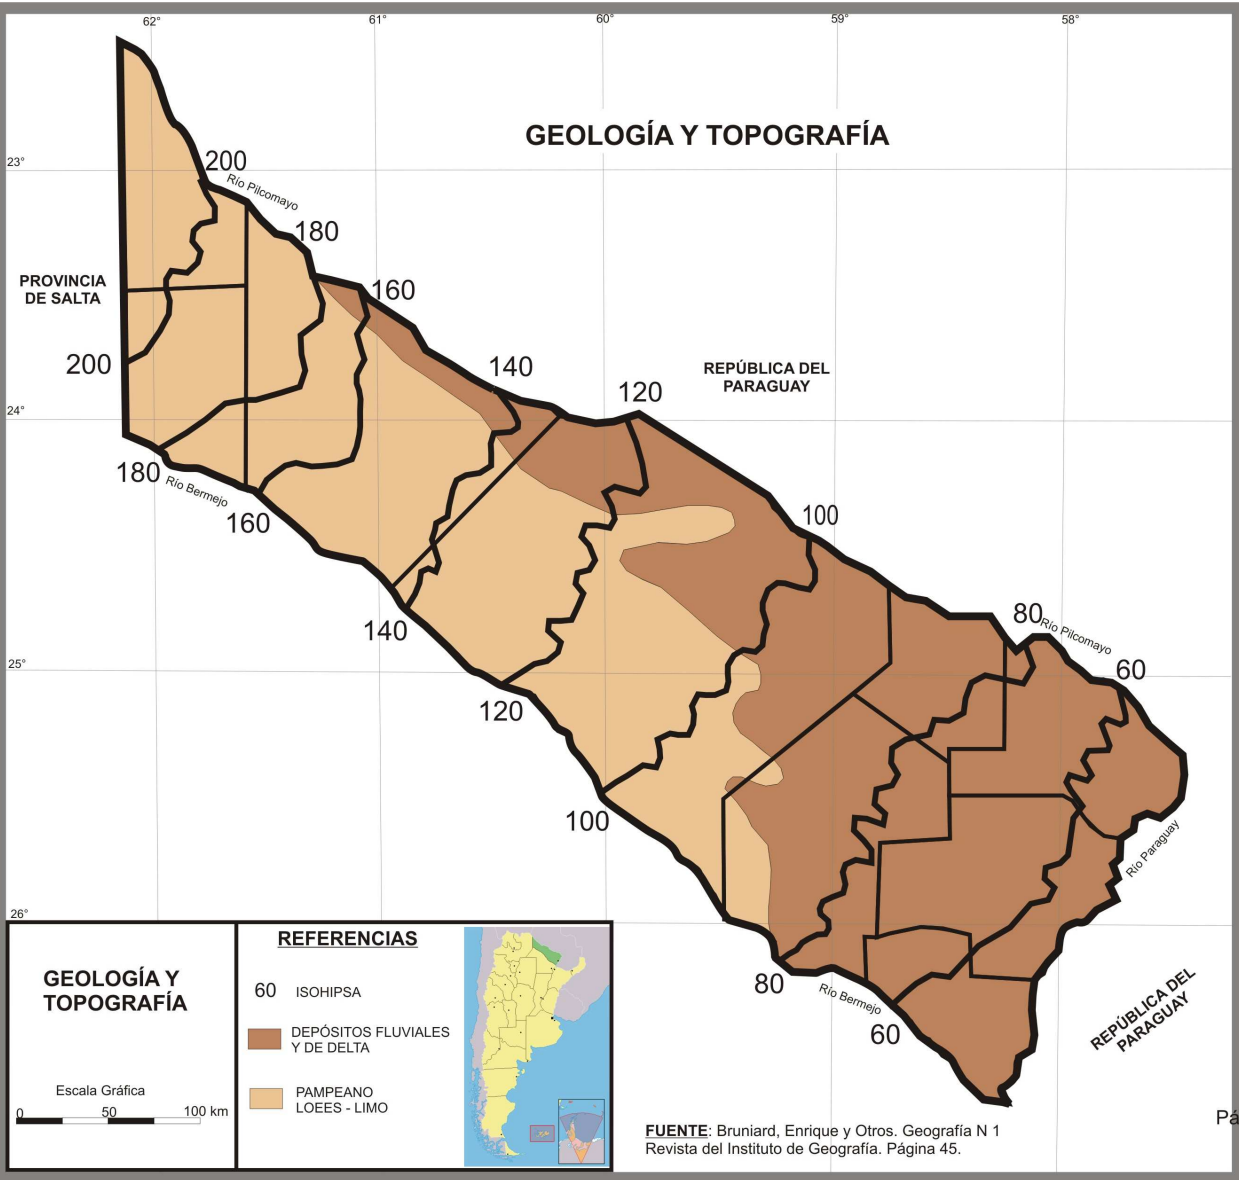 62°
61°
60°
59°
58°
GEOLOGÍA Y TOPOGRAFÍA
23°
200
Río Pilcomayo
180
PROVINCIA
DE SALTA
160
200
140
REPÚBLICA DEL
PARAGUAY
120
24°
180
Río Bermejo
160
100
140
80
Río Pilcomayo
25°
60
120
100
Río Paraguay
26°
80
Río Bermejo
60
REPÚBLICA DEL
PARAGUAY
GEOLOGÍA Y
TOPOGRAFÍA
Escala Gráfica
0 50 100 km
REFERENCIAS
60 ISOHIPSA
DEPÓSITOS FLUVIALES
Y DE DELTA
PAMPEANO
LOEES - LIMO
FUENTE: Bruniard, Enrique y Otros. Geografía N 1
Revista del Instituto de Geografía. Página 45.
Pá